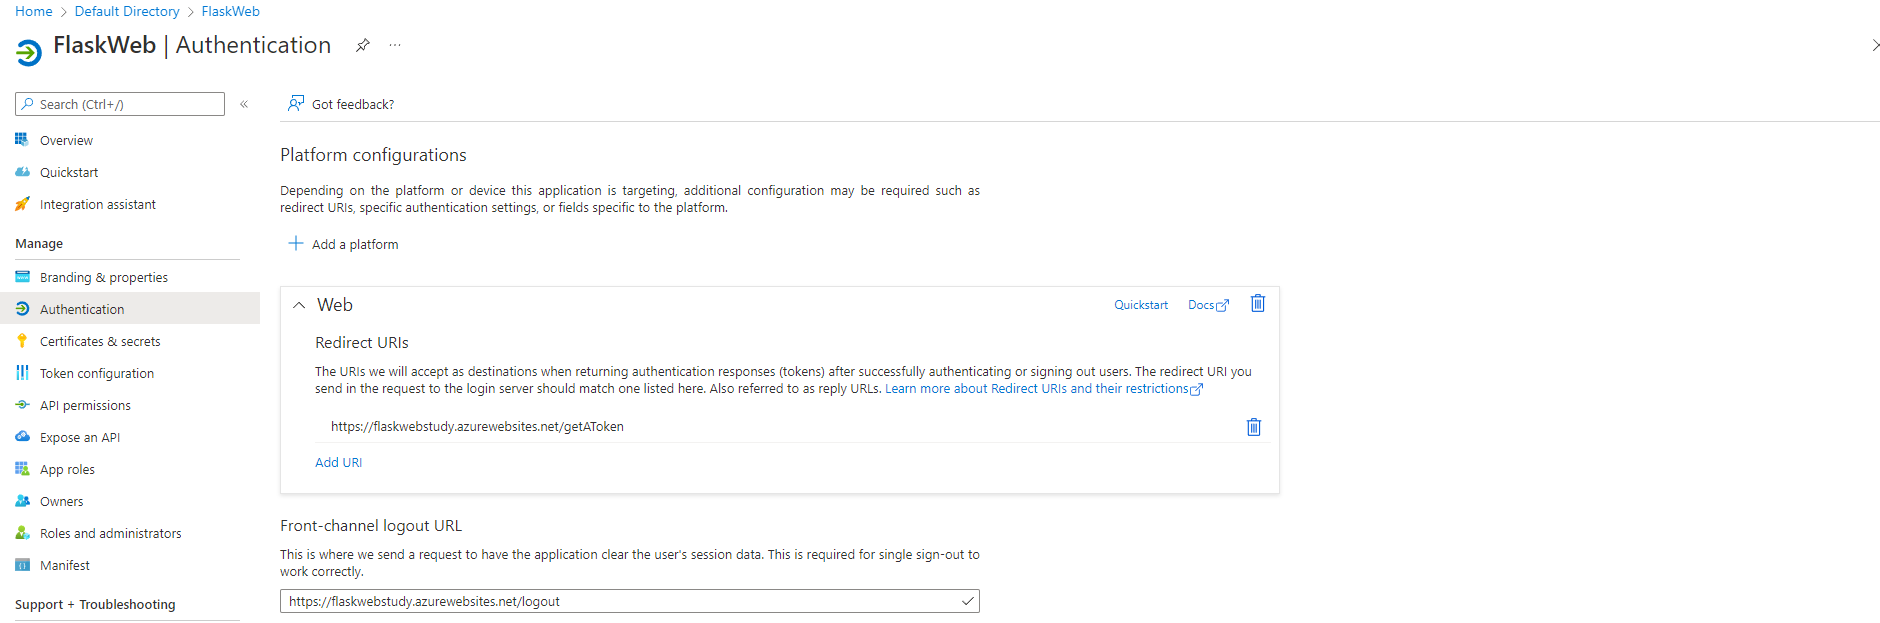 Home > Default Directory > FlaskWeb
FlaskWeb | Authentication
Search (Ctrl+/)
Overview
Quickstart
Integration assistant
Manage
Branding & properties
Authentication
Certificates & secrets
Token configuration
API permissions
Expose an API
App roles
Owners
Roles and administrators
Manifest
Support + Troubleshooting
Got feedback?
Platform configurations
Depending on the platform or device this application is targeting, additional configuration may be required such as
redirect URIs, specific authentication settings, or fields specific to the platform.
Add a platform
Web
Quickstart
Docs
Redirect URIs
The URIs we will accept as destinations when returning authentication responses (tokens) after successfully authenticating or signing out users. The redirect URI you
send in the request to the login server should match one listed here. Also referred to as reply URLs. Learn more about Redirect URIs and their restrictions
https://flaskwebstudy.azurewebsites.net/getAToken
Add URI
Front-channel logout URL
This is where we send a request to have the application clear the user's session data. This is required for single sign-out to
work correctly.
https://flaskwebstudy.azurewebsites.net/logout